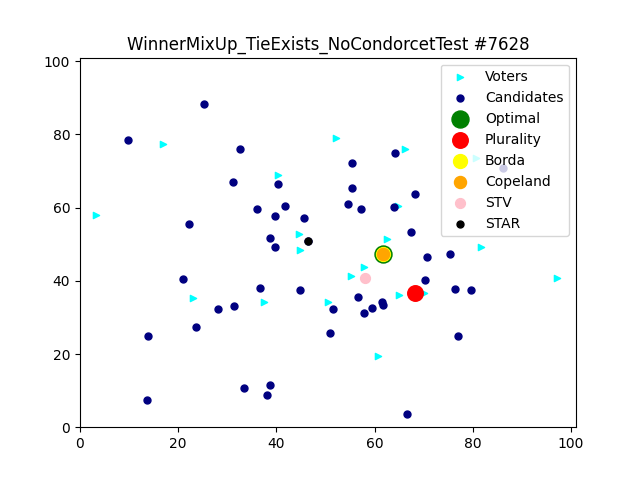 WinnerMixUp_TieExists_NoCondorcetTest #7628
100
80
60
40
20
0
0 20 40 60 80 100
Voters
Candidates
Optimal
Plurality
Borda
Copeland
STV
STAR